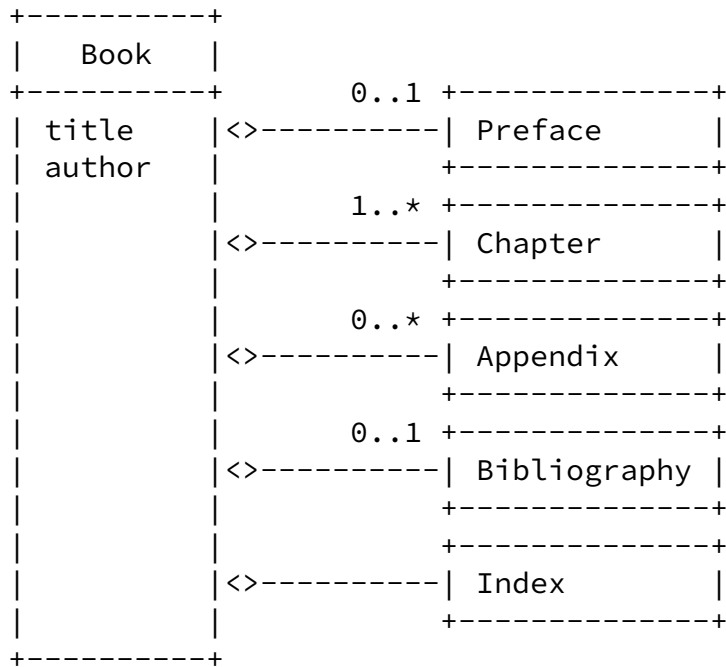 +----------+
|   Book   |
+----------+       0..1 +--------------+
| title    |<>----------| Preface      |
| author   |            +--------------+
|          |       1..* +--------------+
|          |<>----------| Chapter      |
|          |            +--------------+
|          |       0..* +--------------+
|          |<>----------| Appendix     |
|          |            +--------------+
|          |       0..1 +--------------+
|          |<>----------| Bibliography |
|          |            +--------------+
|          |            +--------------+
|          |<>----------| Index        |
|          |            +--------------+
+----------+